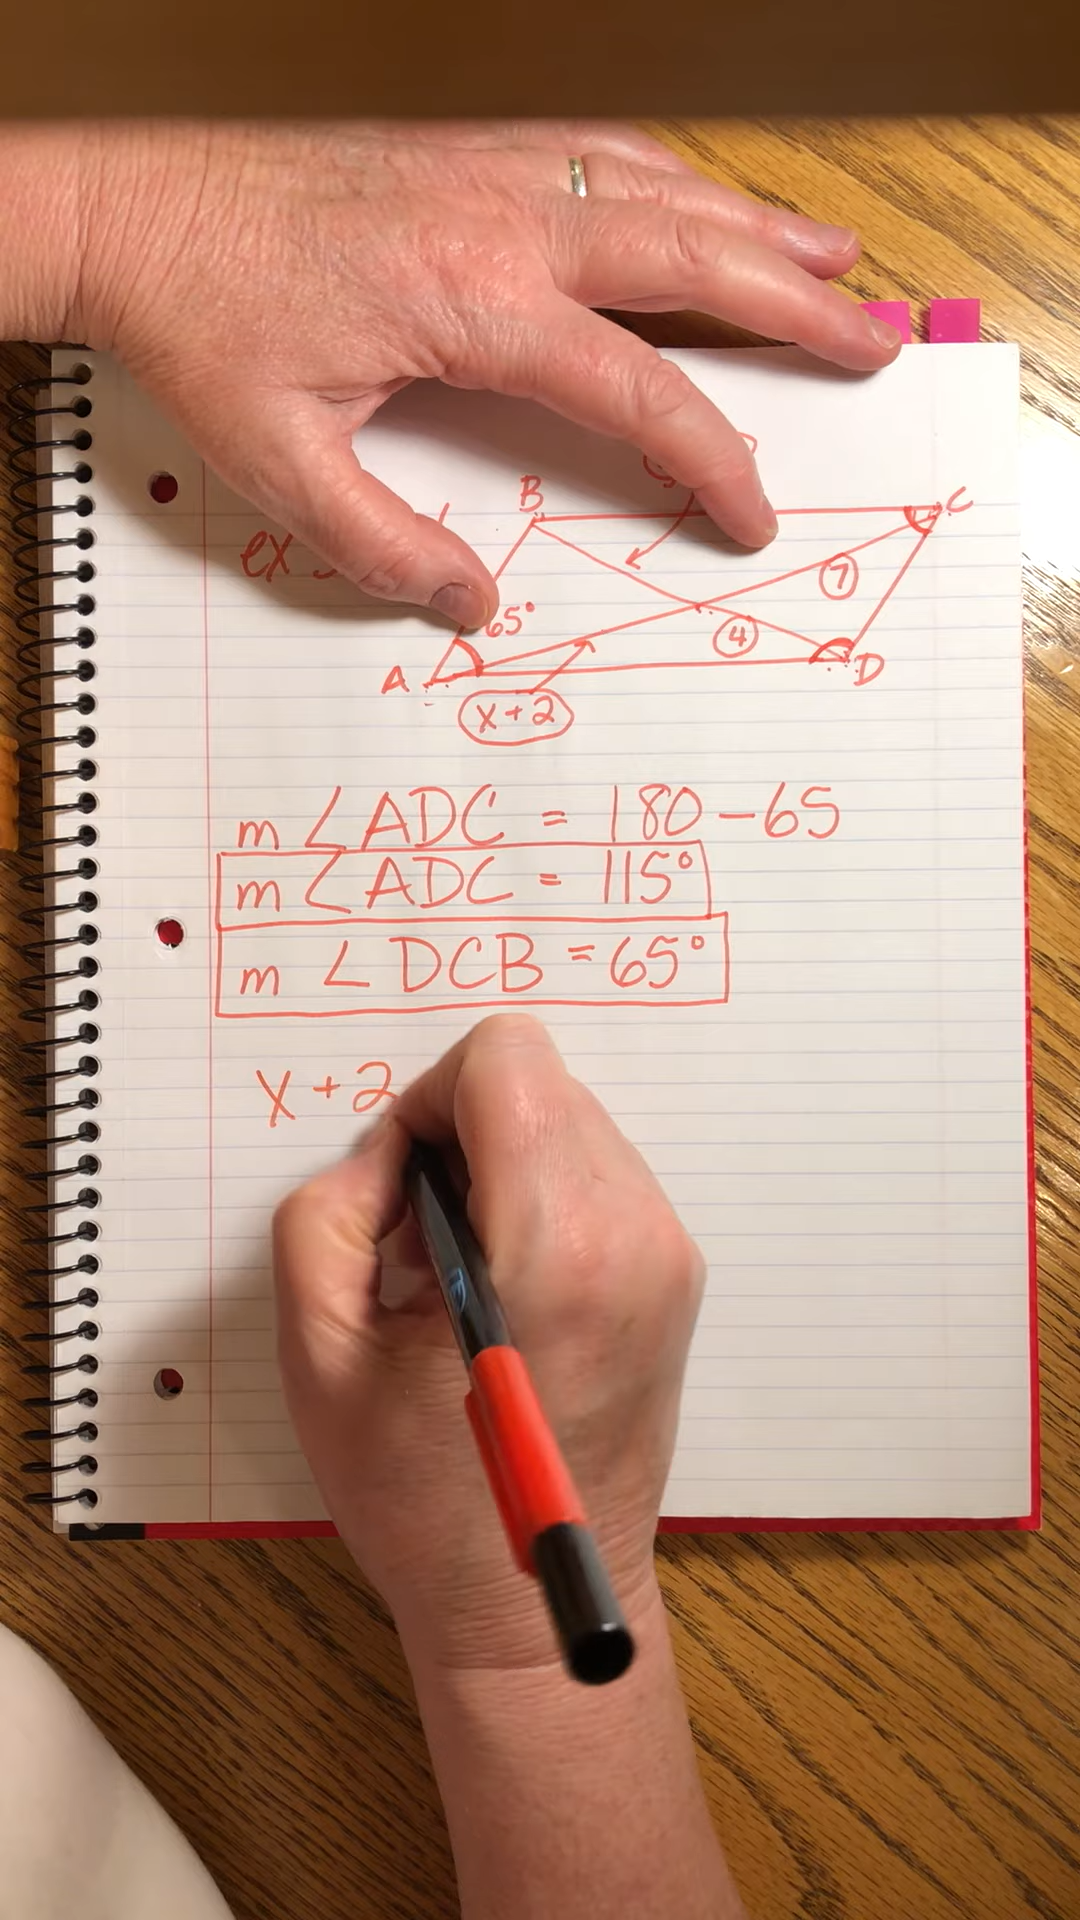 B
C
ex
7
65°
4
A
D
x+2
m ∠ADC = 180-65
m ∠ADC = 115°
m ∠DCB = 65°
x+2